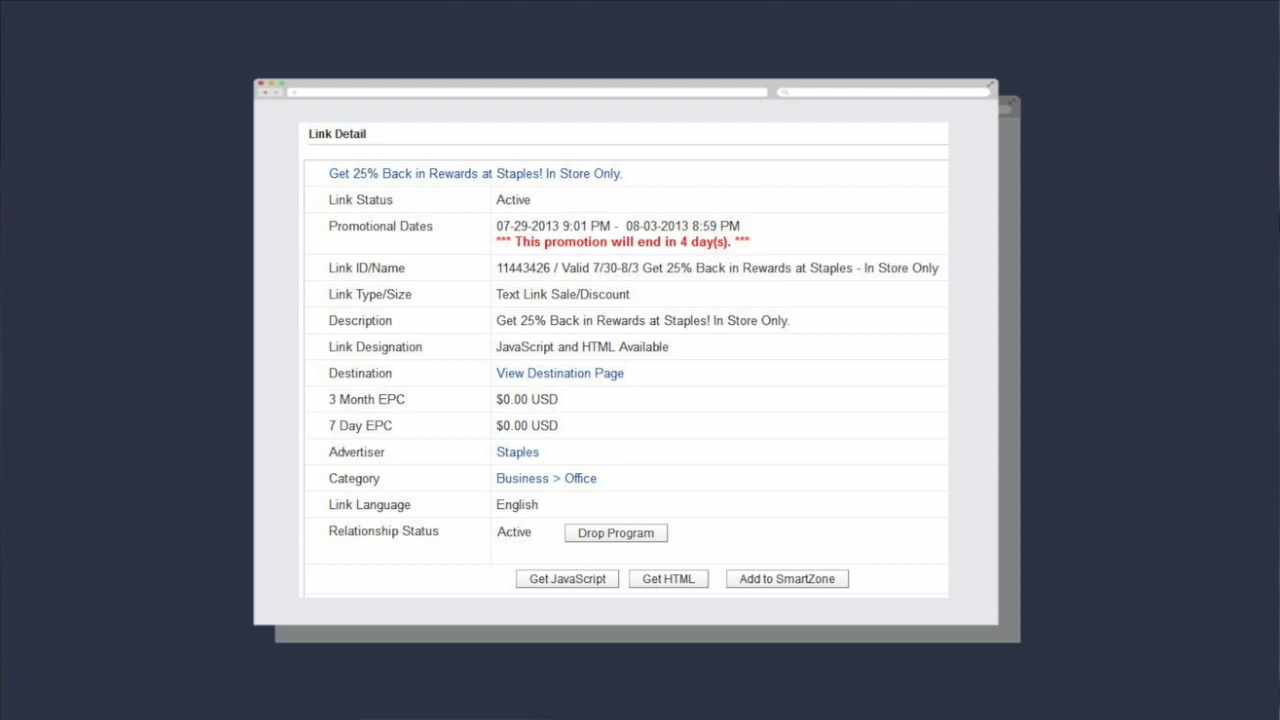 Link Detail
Get 25% Back in Rewards at Staples! In Store Only.
Link Status Active
Promotional Dates 07-29-2013 9:01 PM - 08-03-2013 8:59 PM
*** This promotion will end in 4 day(s). ***
Link ID/Name 11443426 / Valid 7/30-8/3 Get 25% Back in Rewards at Staples - In Store Only
Link Type/Size Text Link Sale/Discount
Description Get 25% Back in Rewards at Staples! In Store Only.
Link Designation JavaScript and HTML Available
Destination View Destination Page
3 Month EPC $0.00 USD
7 Day EPC $0.00 USD
Advertiser Staples
Category Business > Office
Link Language English
Relationship Status Active Drop Program
Get JavaScript Get HTML Add to SmartZone